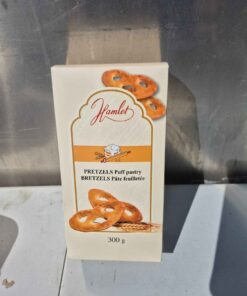 Hamlet
PRETZELS Puff pastry
BRETZELS Pâte feuilletée
300 g